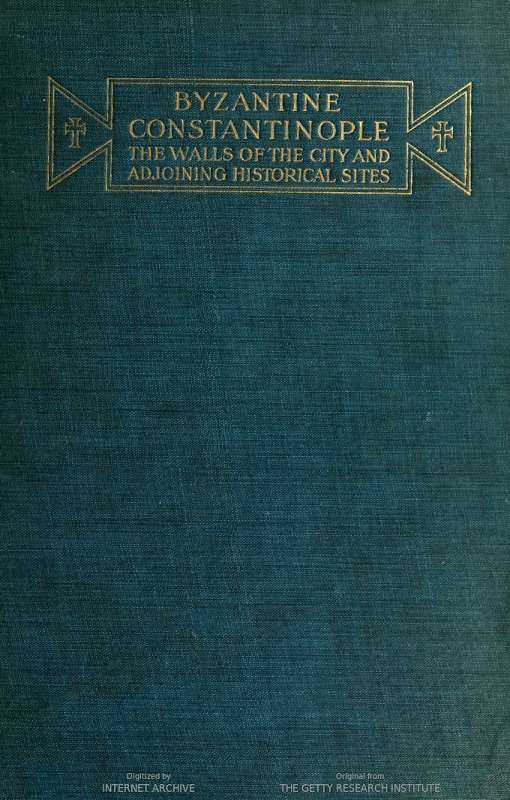 BYZANTINE
CONSTANTINOPLE
THE WALLS OF THE CITY AND
ADJOINING HISTORICAL SITES
Digitized by
INTERNET ARCHIVE
Original from
THE GETTY RESEARCH INSTITUTE